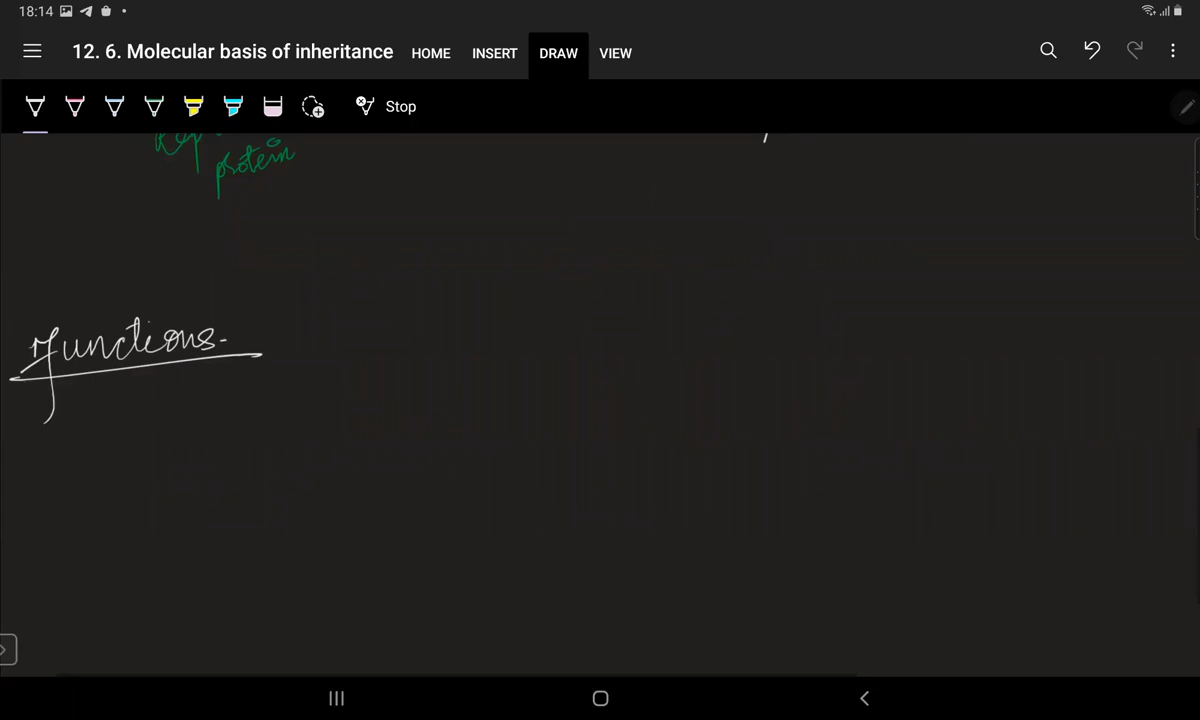 18:14
12. 6. Molecular basis of inheritance HOME INSERT DRAW VIEW
Stop
protein
Functions-